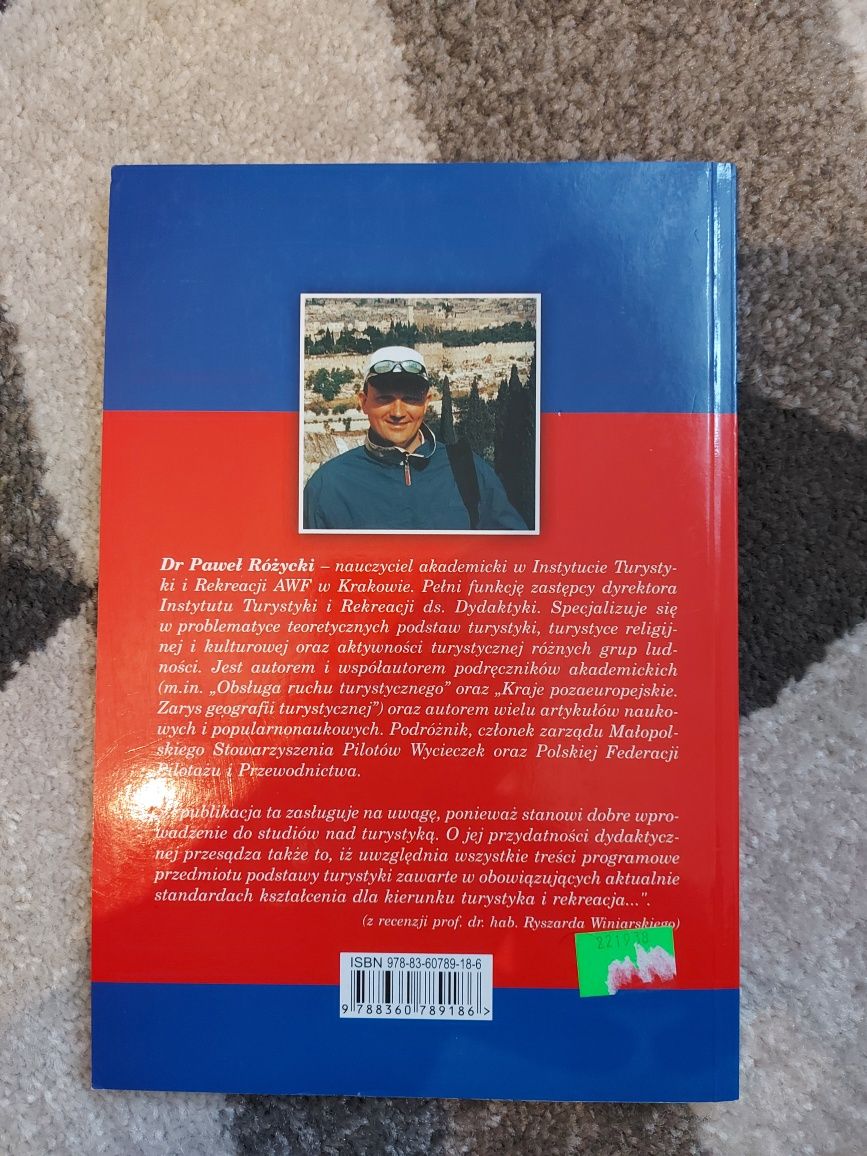 Dr Paweł Różycki – nauczyciel akademicki w Instytucie Turysty-
ki i Rekreacji AWF w Krakowie. Pełni funkcję zastępcy dyrektora
Instytutu Turystyki i Rekreacji ds. Dydaktyki. Specjalizuje się
w problematyce teoretycznych podstaw turystyki, turystyce religij-
nej i kulturowej oraz aktywności turystycznej różnych grup lud-
ności. Jest autorem i współautorem podręczników akademickich
(m.in. „Obsługa ruchu turystycznego" oraz „Kraje pozaeuropejskie.
Zarys geografii turystycznej") oraz autorem wielu artykułów nauko-
wych i popularnonaukowych. Podróżnik, członek zarządu Małopol-
skiego Stowarzyszenia Pilotów Wycieczek oraz Polskiej Federacji
Pilotażu i Przewodnictwa.
publikacja ta zasługuje na uwagę, ponieważ stanowi dobre wpro-
wadzenie do studiów nad turystyką. O jej przydatności dydaktycz-
nej przesądza także to, iż uwzględnia wszystkie treści programowe
przedmiotu podstawy turystyki zawarte w obowiązujących aktualnie
standardach kształcenia dla kierunku turystyka i rekreacja...".
(z recenzji prof. dr. hab. Ryszarda Winiarskiego)
ISBN 978-83-60789-18-6
9 788360 789186 >